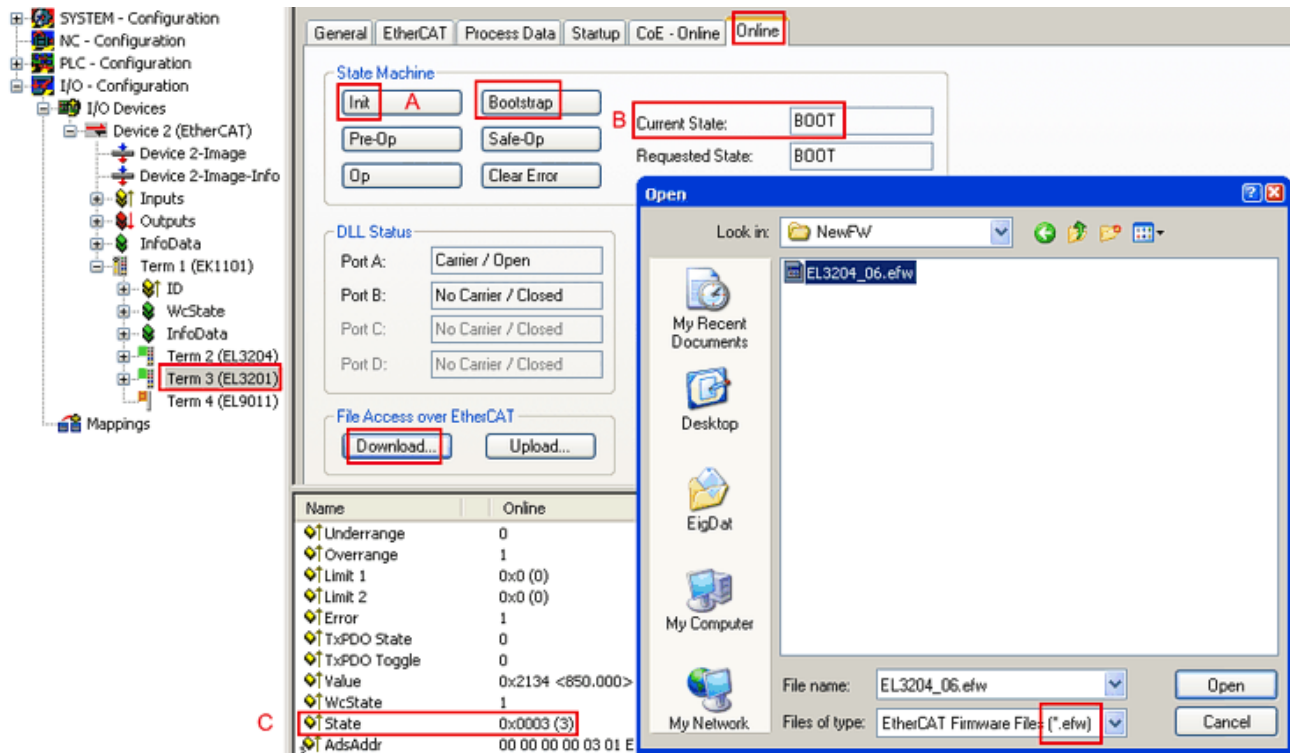 SYSTEM - Configuration
NC - Configuration
PLC - Configuration
I/O - Configuration
I/O Devices
Device 2 (EtherCAT)
Device 2-Image
Device 2-Image-Info
Inputs
Outputs
InfoData
Term 1 (EK1101)
ID
WcState
InfoData
Term 2 (EL3204)
Term 3 (EL3201)
Term 4 (EL9011)
Mappings
General EtherCAT Process Data Startup CoE - Online Online
State Machine
Init A Bootstrap
Pre-Op Safe-Op
Op Clear Error
B Current State: BOOT
Requested State: BOOT
DLL Status
Port A: Carrier / Open
Port B: No Carrier / Closed
Port C: No Carrier / Closed
Port D: No Carrier / Closed
File Access over EtherCAT
Download... Upload...
Name Online
Underrange 0
Overrange 1
Limit 1 0x0 (0)
Limit 2 0x0 (0)
Error 1
TxPDO State 0
TxPDO Toggle 0
Value 0x2134 <850.000>
WcState 1
C State 0x0003 (3)
AdsAddr 00 00 00 00 03 01 E
Open
Look in: NewFW
EL3204_06.efw
My Recent
Documents
Desktop
EigDat
My Computer
My Network
File name: EL3204_06.efw Open
Files of type: EtherCAT Firmware Files (*.efw) Cancel